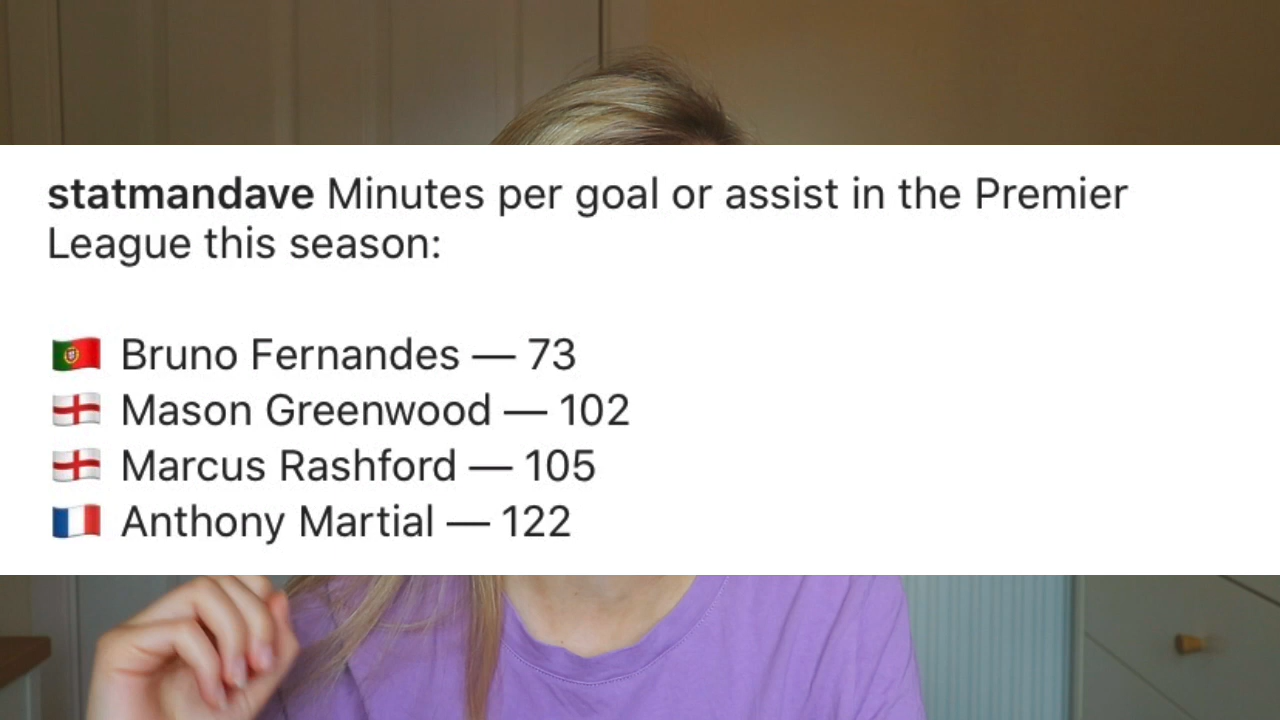 statmandave Minutes per goal or assist in the Premier
League this season:
🇵🇹 Bruno Fernandes — 73
🏴󠁧󠁢󠁥󠁮󠁧󠁿 Mason Greenwood — 102
🏴󠁧󠁢󠁥󠁮󠁧󠁿 Marcus Rashford — 105
🇫🇷 Anthony Martial — 122